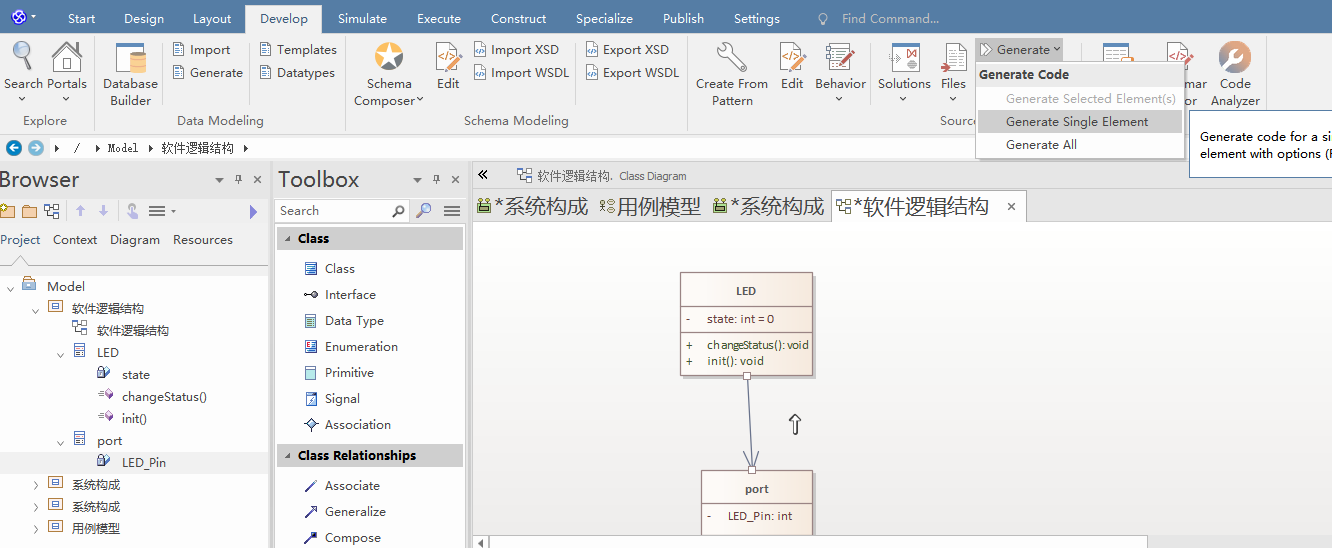 Start Design Layout Develop Simulate Execute Construct Specialize Publish Settings Find Command...
Search Portals
Explore
Database Builder
Import
Generate
Templates
Datatypes
Data Modeling
Schema Composer
Edit
Import XSD
Import WSDL
Export XSD
Export WSDL
Schema Modeling
Create From Pattern
Edit
Behavior
Solutions
Files
Generate
Generate Code
Generate Selected Element(s)
Generate Single Element
Generate All
Code Analyzer
Generate code for a si
element with options (
/ Model 软件逻辑结构
Browser
Project Context Diagram Resources
Model
软件逻辑结构
软件逻辑结构
LED
state
changeStatus()
init()
port
LED_Pin
系统构成
系统构成
用例模型
Toolbox
Search
Class
Class
Interface
Data Type
Enumeration
Primitive
Signal
Association
Class Relationships
Associate
Generalize
Compose
软件逻辑结构. Class Diagram
*系统构成 用例模型 *系统构成 *软件逻辑结构
LED
- state: int = 0
+ changeStatus(): void
+ init(): void
port
- LED_Pin: int